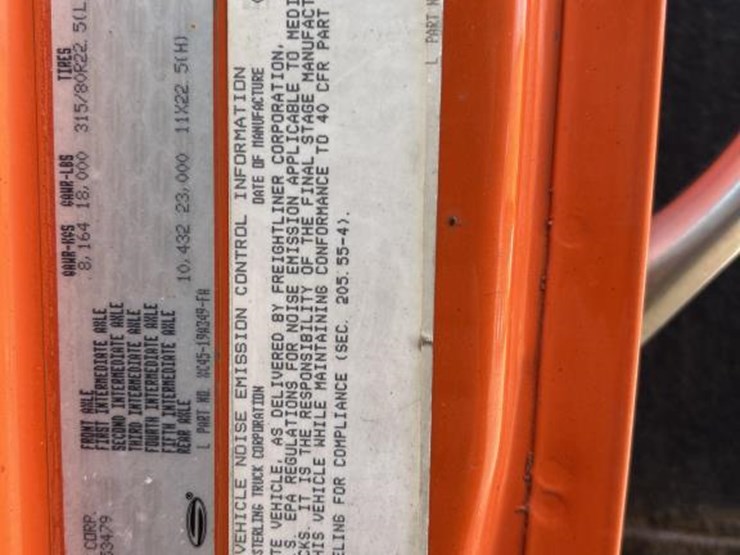 CORP.
53479
GAWR-KGS GAWR-LBS TIRES
FRONT AXLE 8,164 18,000 315/80R22.5(L
FIRST INTERMEDIATE AXLE
SECOND INTERMEDIATE AXLE
THIRD INTERMEDIATE AXLE
FOURTH INTERMEDIATE AXLE
FIFTH INTERMEDIATE AXLE
REAR AXLE 10,432 23,000 11X22.5(H)
L PART NO XC45-19A349-FA
VEHICLE NOISE EMISSION CONTROL INFORMATION
STERLING TRUCK CORPORATION DATE OF MANUFACTURE
TE VEHICLE, AS DELIVERED BY FREIGHTLINER CORPORATION,
S. EPA REGULATIONS FOR NOISE EMISSION APPLICABLE TO MEDI
CKS. IT IS THE RESPONSIBILITY OF THE FINAL STAGE MANUFACT
HIS VEHICLE WHILE MAINTAINING CONFORMANCE TO 40 CFR PART
ELING FOR COMPLIANCE (SEC. 205.55-4).
L PART N